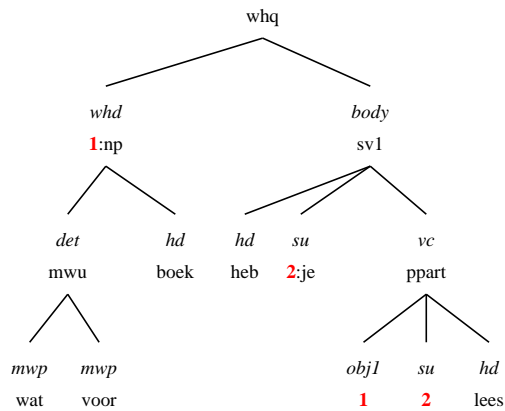 whq
whd body
1:np sv1
det hd hd su vc
mwu boek heb 2:je ppart
mwp mwp obj1 su hd
wat voor 1 2 lees